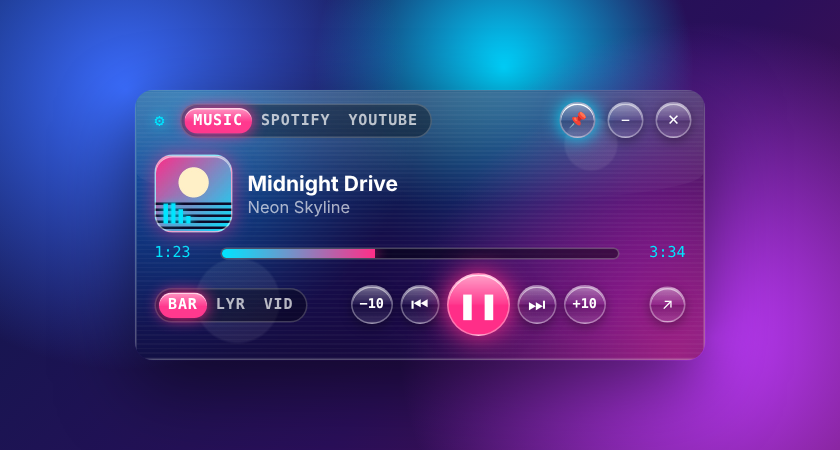 MUSIC SPOTIFY YOUTUBE
Midnight Drive
Neon Skyline
1:23 3:34
BAR LYR VID −10 +10